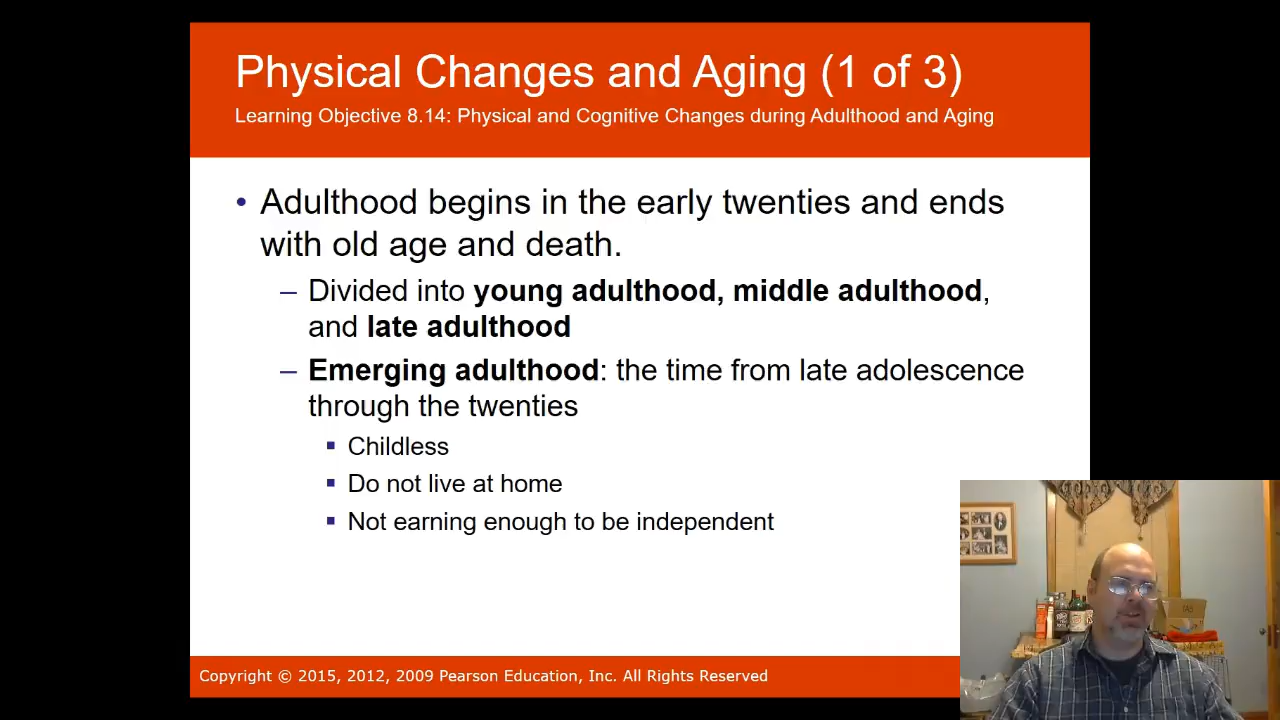 Physical Changes and Aging (1 of 3)
Learning Objective 8.14: Physical and Cognitive Changes during Adulthood and Aging
• Adulthood begins in the early twenties and ends
with old age and death.
– Divided into young adulthood, middle adulthood,
and late adulthood
– Emerging adulthood: the time from late adolescence
through the twenties
▪ Childless
▪ Do not live at home
▪ Not earning enough to be independent
Copyright © 2015, 2012, 2009 Pearson Education, Inc. All Rights Reserved